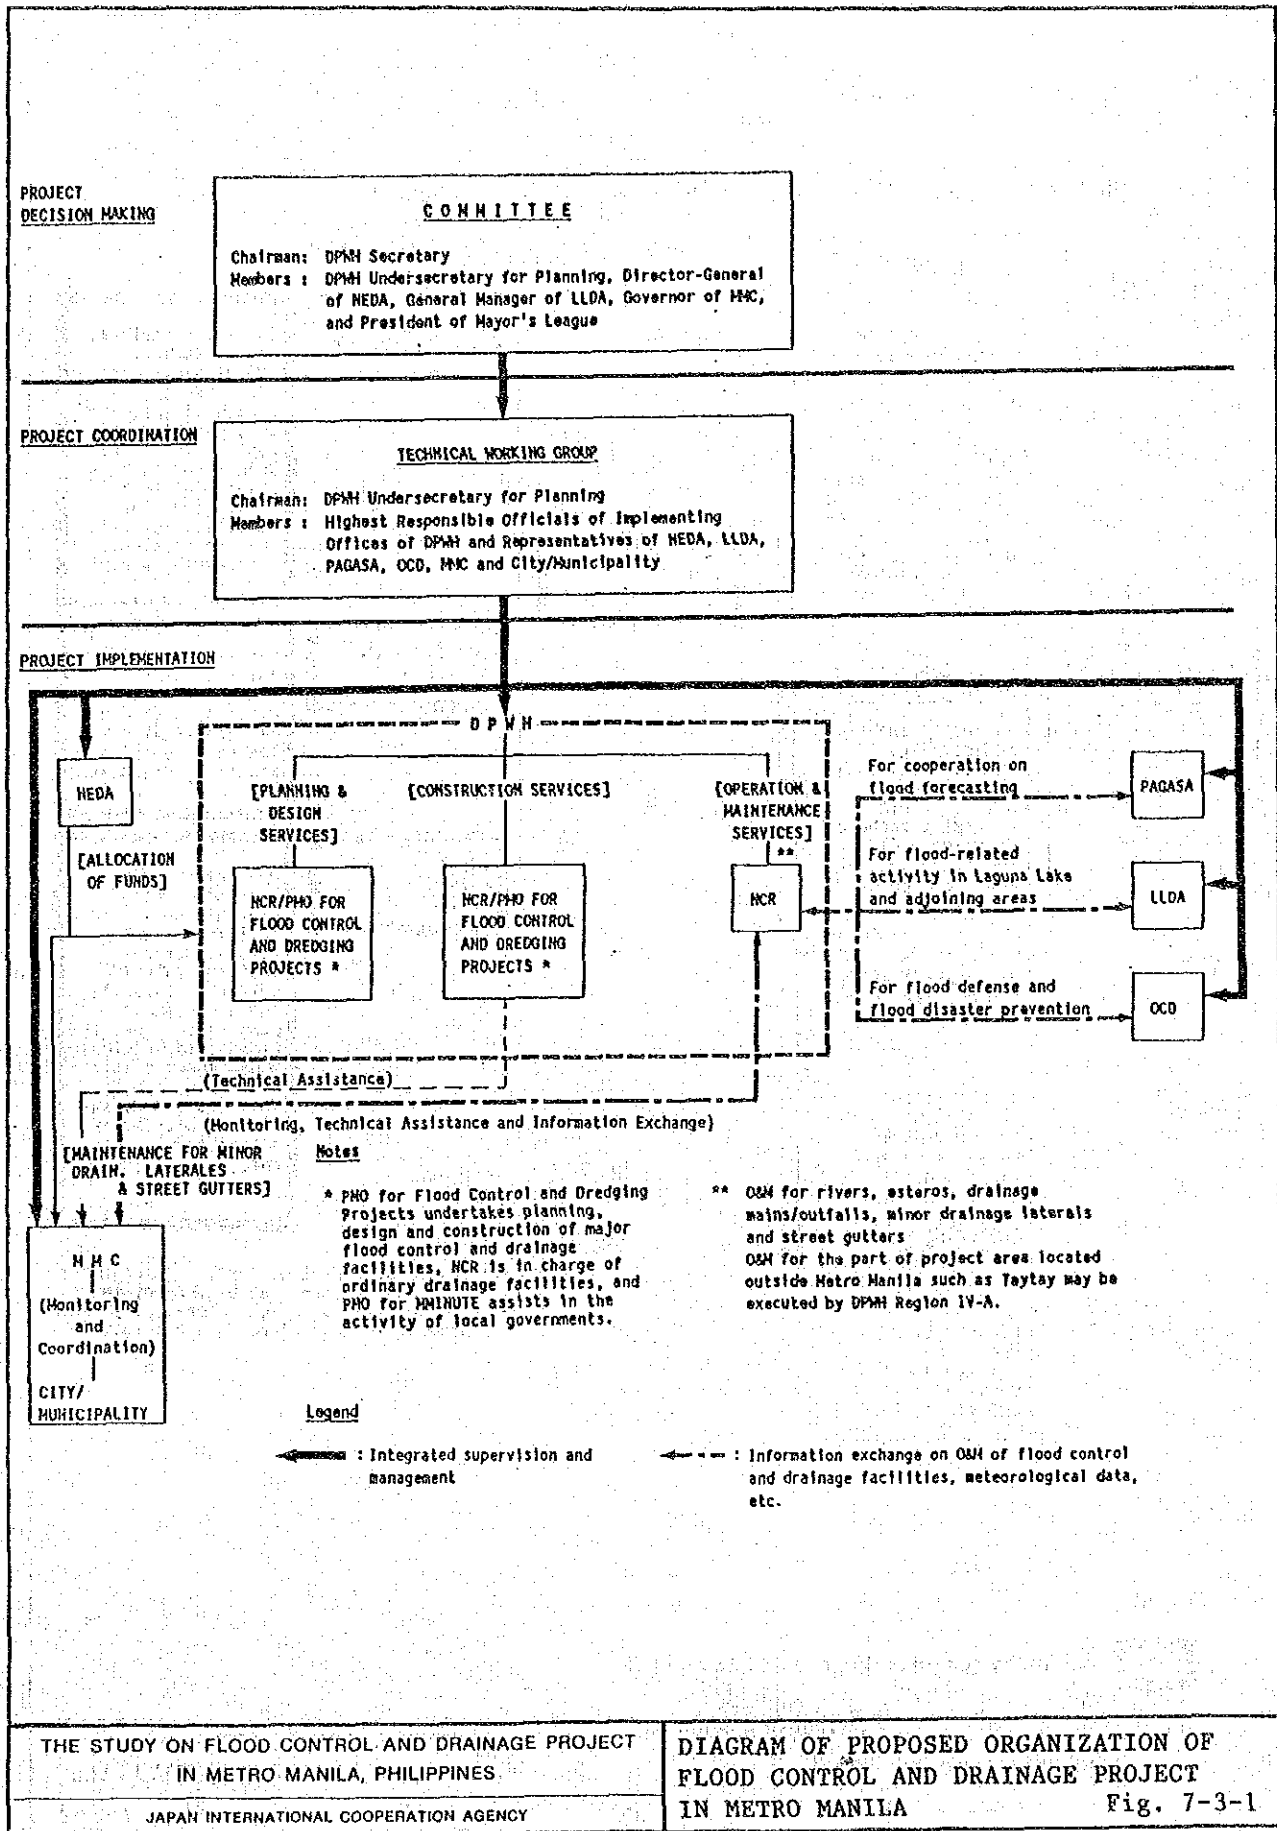 PROJECT
DECISION MAKING
COMMITTEE
Chairman: DPWH Secretary
Members : DPWH Undersecretary for Planning, Director-General
of NEDA, General Manager of LLDA, Governor of MMC,
and President of Mayor's League
PROJECT COORDINATION
TECHNICAL WORKING GROUP
Chairman: DPWH Undersecretary for Planning
Members : Highest Responsible Officials of Implementing
Offices of DPWH and Representatives of NEDA, LLDA,
PAGASA, OCD, MMC and City/Municipality
PROJECT IMPLEMENTATION
D P W H
NEDA
[ALLOCATION
OF FUNDS]
[PLANNING &
DESIGN
SERVICES]
NCR/PMO FOR
FLOOD CONTROL
AND DREDGING
PROJECTS *
[CONSTRUCTION SERVICES]
NCR/PMO FOR
FLOOD CONTROL
AND DREDGING
PROJECTS *
[OPERATION &
MAINTENANCE
SERVICES]
**
NCR
For cooperation on
flood forecasting
PAGASA
For flood-related
activity in Laguna Lake
and adjoining areas
LLDA
For flood defense and
flood disaster prevention
OCD
(Technical Assistance)
(Monitoring, Technical Assistance and Information Exchange)
[MAINTENANCE FOR MINOR
DRAIN, LATERALES
& STREET GUTTERS]
M M C
(Monitoring
and
Coordination)
CITY/
MUNICIPALITY
Notes
* PMO for Flood Control and Dredging
Projects undertakes planning,
design and construction of major
flood control and drainage
facilities, NCR is in charge of
ordinary drainage facilities, and
PMO for MMINUTE assists in the
activity of local governments.
** O&M for rivers, esteros, drainage
mains/outfalls, minor drainage laterals
and street gutters
O&M for the part of project area located
outside Metro Manila such as Taytay may be
executed by DPWH Region IV-A.
Legend
: Integrated supervision and
management
: Information exchange on O&M of flood control
and drainage facilities, meteorological data,
etc.
THE STUDY ON FLOOD CONTROL AND DRAINAGE PROJECT
IN METRO MANILA, PHILIPPINES
JAPAN INTERNATIONAL COOPERATION AGENCY
DIAGRAM OF PROPOSED ORGANIZATION OF
FLOOD CONTROL AND DRAINAGE PROJECT
IN METRO MANILA Fig. 7-3-1